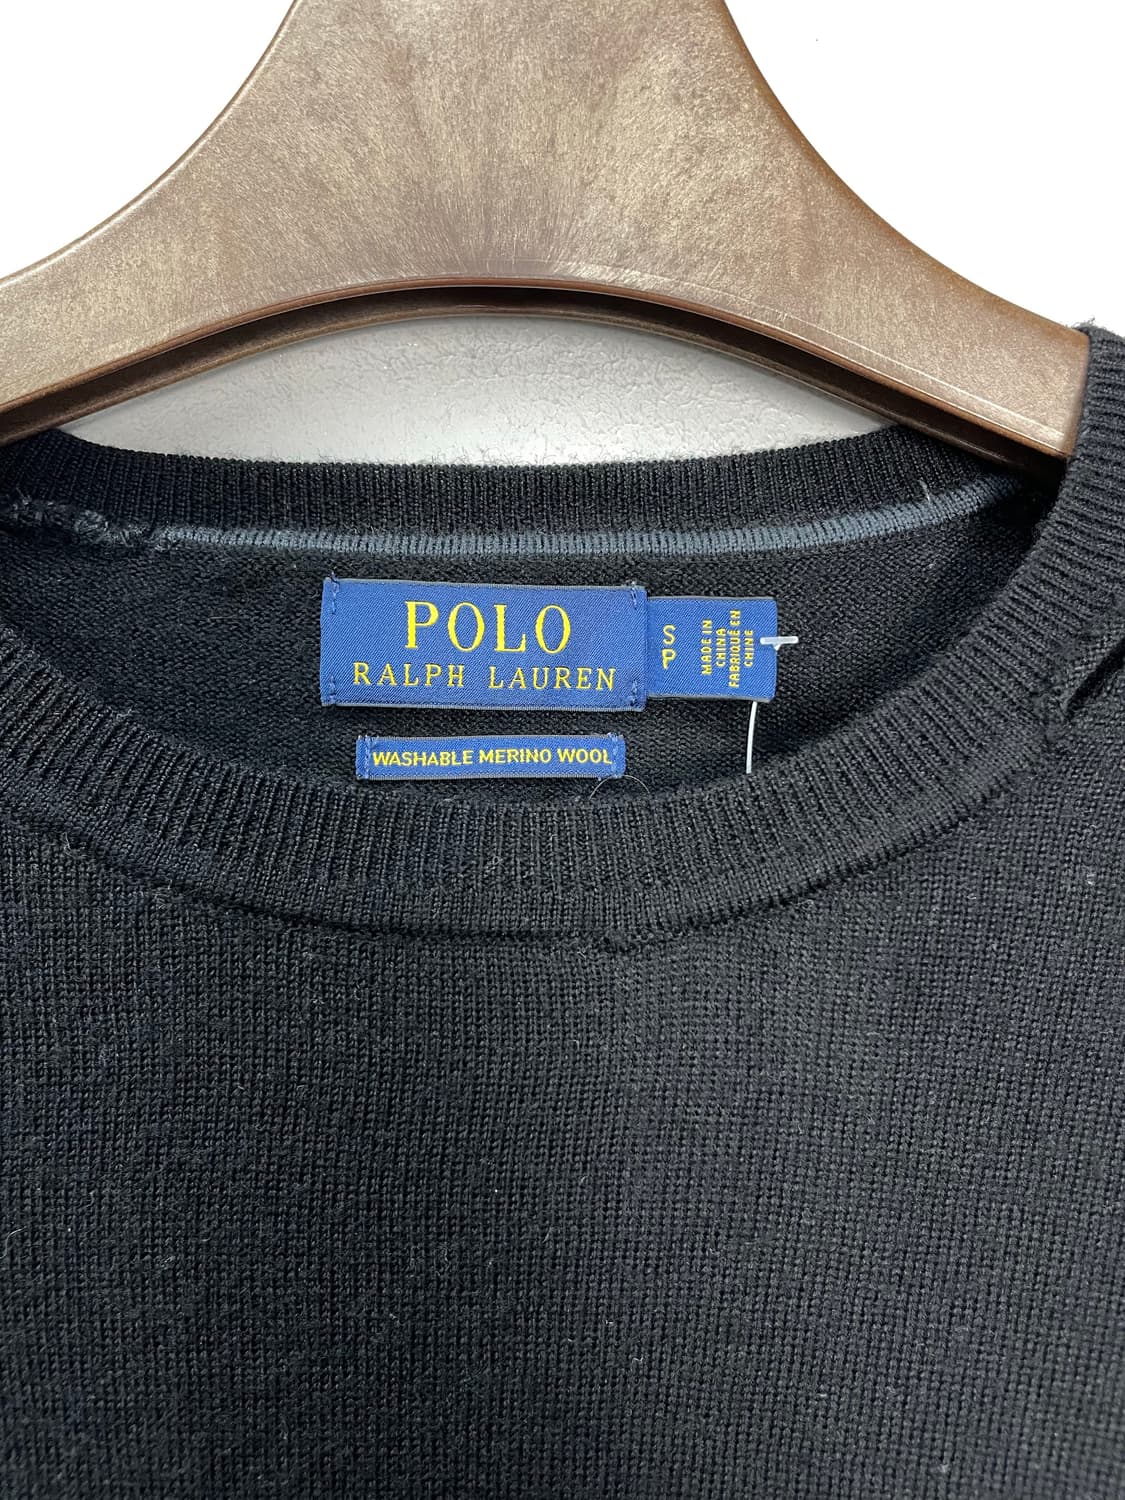 POLO
RALPH LAUREN
S
P
MADE IN
CHINA
FABRIQUÉ EN
CHINE
WASHABLE MERINO WOOL